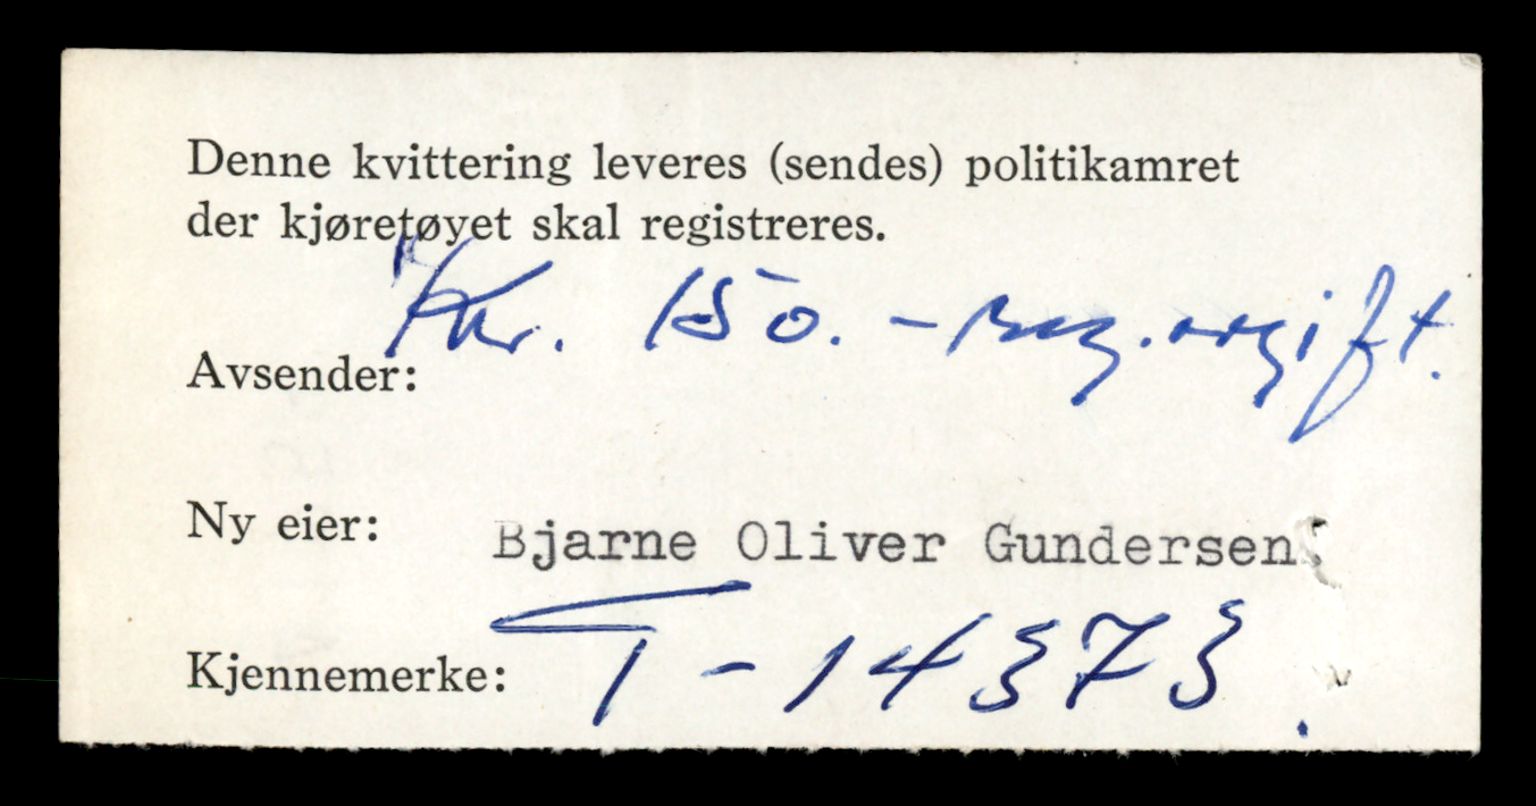 Denne kvittering leveres (sendes) politikamret
der kjøretøyet skal registreres.
Kr. 150. - Reg.avgift.
Avsender:
Ny eier: Bjarne Oliver Gundersen.
Kjennemerke: T-14373.